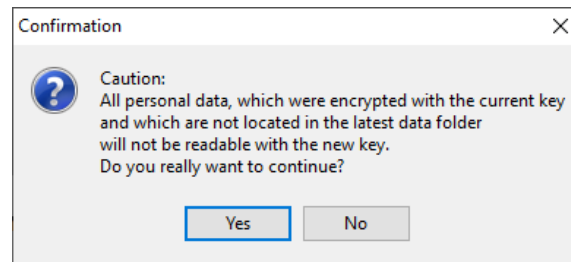 Confirmation
Caution:
All personal data, which were encrypted with the current key
and which are not located in the latest data folder
will not be readable with the new key.
Do you really want to continue?
Yes
No